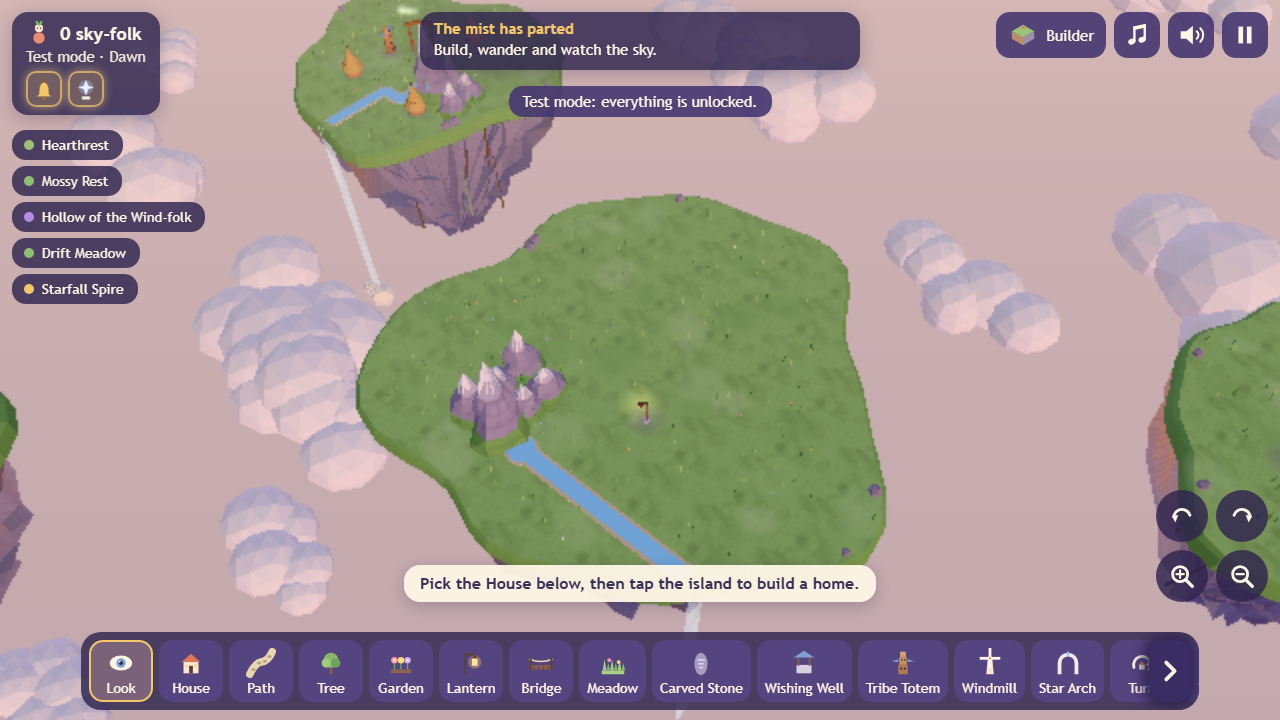 0 sky-folk
Test mode · Dawn
The mist has parted
Build, wander and watch the sky.
Builder
Test mode: everything is unlocked.
Hearthrest
Mossy Rest
Hollow of the Wind-folk
Drift Meadow
Starfall Spire
Pick the House below, then tap the island to build a home.
Look
House
Path
Tree
Garden
Lantern
Bridge
Meadow
Carved Stone
Wishing Well
Tribe Totem
Windmill
Star Arch